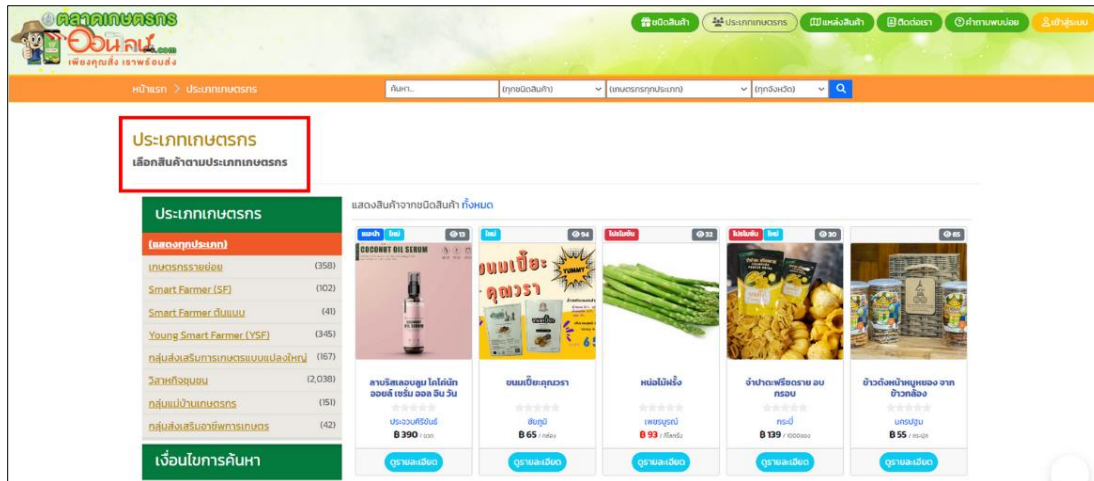 ตลาดเกษตรกร
ออนไลน์.com
เพียงคุณสั่ง เราพร้อมส่ง
ชนิดสินค้า
ประเภทเกษตรกร
แหล่งสินค้า
ติดต่อเรา
คำถามพบบ่อย
เข้าสู่ระบบ
หน้าแรก > ประเภทเกษตรกร
ค้นหา...
(ทุกชนิดสินค้า)
(เกษตรกรทุกประเภท)
(ทุกจังหวัด)
ประเภทเกษตรกร
เลือกสินค้าตามประเภทเกษตรกร
ประเภทเกษตรกร
(แสดงทุกประเภท)
เกษตรกรรายย่อย (358)
Smart Farmer (SF) (102)
Smart Farmer ต้นแบบ (41)
Young Smart Farmer (YSF) (345)
กลุ่มส่งเสริมการเกษตรแบบแปลงใหญ่ (167)
วิสาหกิจชุมชน (2,038)
กลุ่มแม่บ้านเกษตรกร (151)
กลุ่มส่งเสริมอาชีพการเกษตร (42)
เงื่อนไขการค้นหา
แสดงสินค้าจากชนิดสินค้า ทั้งหมด
แนะนำ ใหม่ 13
COCONUT OIL SERUM
ลาบริสเลอบลูม โคโค่นัท
ออยล์ เซรั่ม ออล อิน วัน
ประจวบคีรีขันธ์
฿ 390 / ขวด
ดูรายละเอียด
ใหม่ 94
ขนมเปี๊ยะ
คุณวรา
YUMMY
ขนมเปี๊ยะคุณวรา
ชัยภูมิ
฿ 65 / กล่อง
ดูรายละเอียด
โปรโมชั่น 32
หน่อไม้ฝรั่ง
เพชรบูรณ์
฿ 93 / กิโลกรัม
ดูรายละเอียด
โปรโมชั่น ใหม่ 30
จำปาดะฟรีซดราย อบ
กรอบ
กระบี่
฿ 139 / 1000ซอง
ดูรายละเอียด
65
ข้าวตังหน้าหมูหยอง จาก
ข้าวกล้อง
นครปฐม
฿ 55 / กระปุก
ดูรายละเอียด